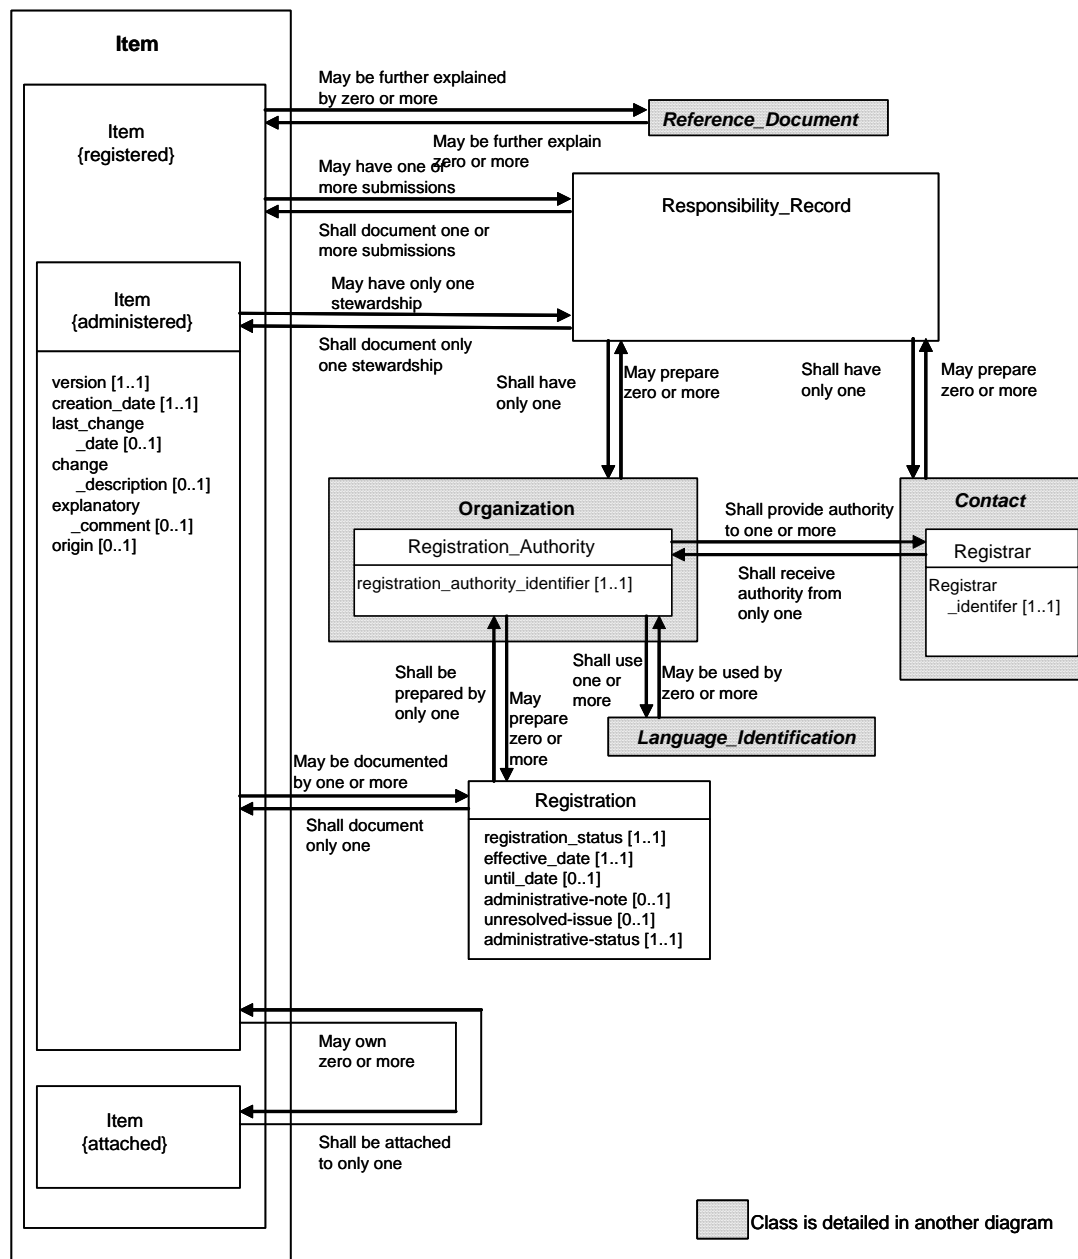 Item
Item
{registered}
May be further explained
by zero or more
Reference_Document
May be further explain
zero or more
May have one or
more submissions
Shall document one or
more submissions
Responsibility_Record
Item
{administered}
May have only one
stewardship
Shall document only
one stewardship
version [1..1]
creation_date [1..1]
last_change
_date [0..1]
change
_description [0..1]
explanatory
_comment [0..1]
origin [0..1]
Shall have
only one
May prepare
zero or more
Shall have
only one
May prepare
zero or more
Organization
Registration_Authority
registration_authority_identifier [1..1]
Shall provide authority
to one or more
Shall receive
authority from
only one
Contact
Registrar
Registrar
_identifer [1..1]
Shall be
prepared by
only one
May
prepare
zero or
more
Shall use
one or
more
May be used by
zero or more
Language_Identification
May be documented
by one or more
Shall document
only one
Registration
registration_status [1..1]
effective_date [1..1]
until_date [0..1]
administrative-note [0..1]
unresolved-issue [0..1]
administrative-status [1..1]
May own
zero or more
Item
{attached}
Shall be attached
to only one
Class is detailed in another diagram